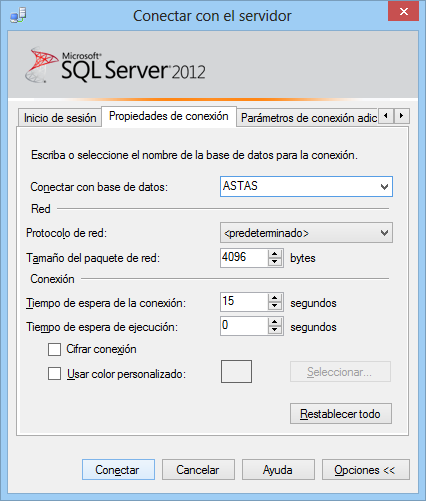 Conectar con el servidor
Microsoft
SQL Server 2012
Inicio de sesión Propiedades de conexión Parámetros de conexión adic
Escriba o seleccione el nombre de la base de datos para la conexión.
Conectar con base de datos: ASTAS
Red
Protocolo de red: <predeterminado>
Tamaño del paquete de red: 4096 bytes
Conexión
Tiempo de espera de la conexión: 15 segundos
Tiempo de espera de ejecución: 0 segundos
Cifrar conexión
Usar color personalizado: Seleccionar...
Restablecer todo
Conectar Cancelar Ayuda Opciones <<